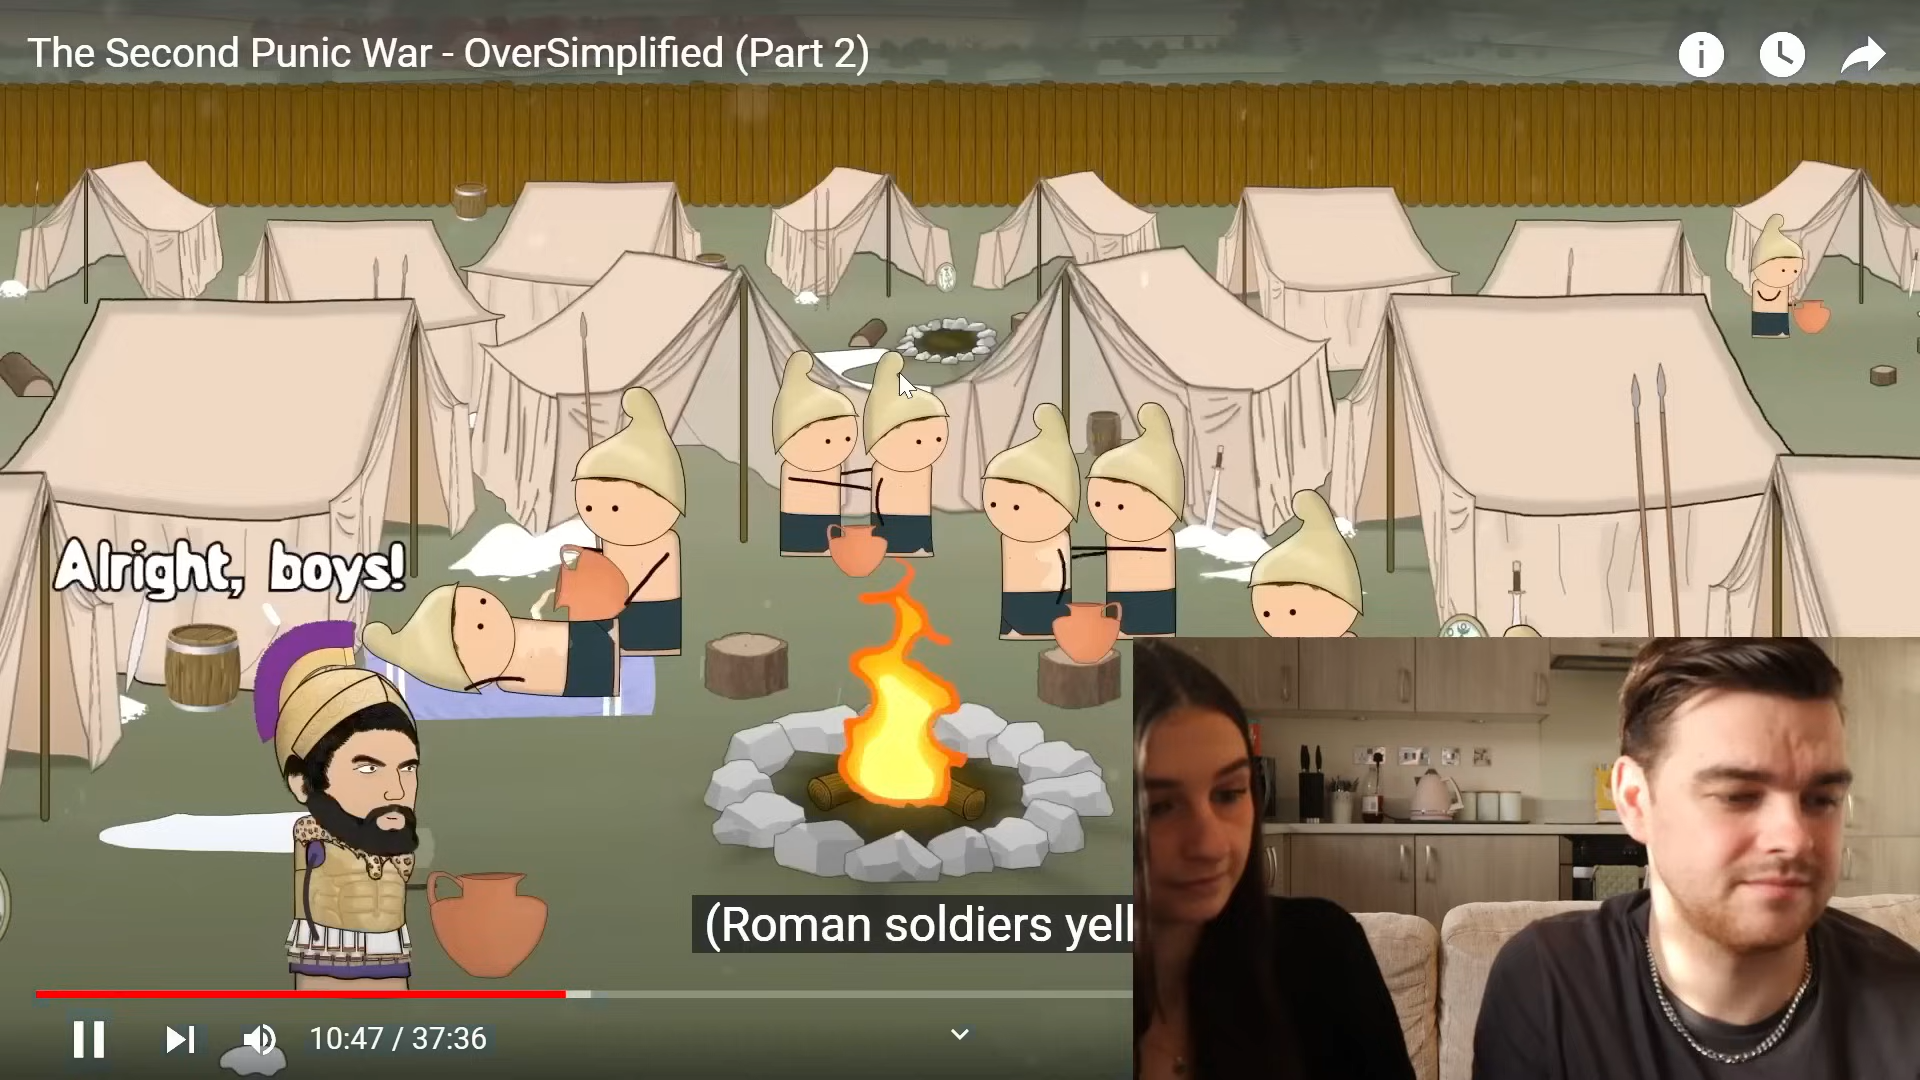 The Second Punic War - OverSimplified (Part 2)
Alright, boys!
(Roman soldiers yell
10:47 / 37:36